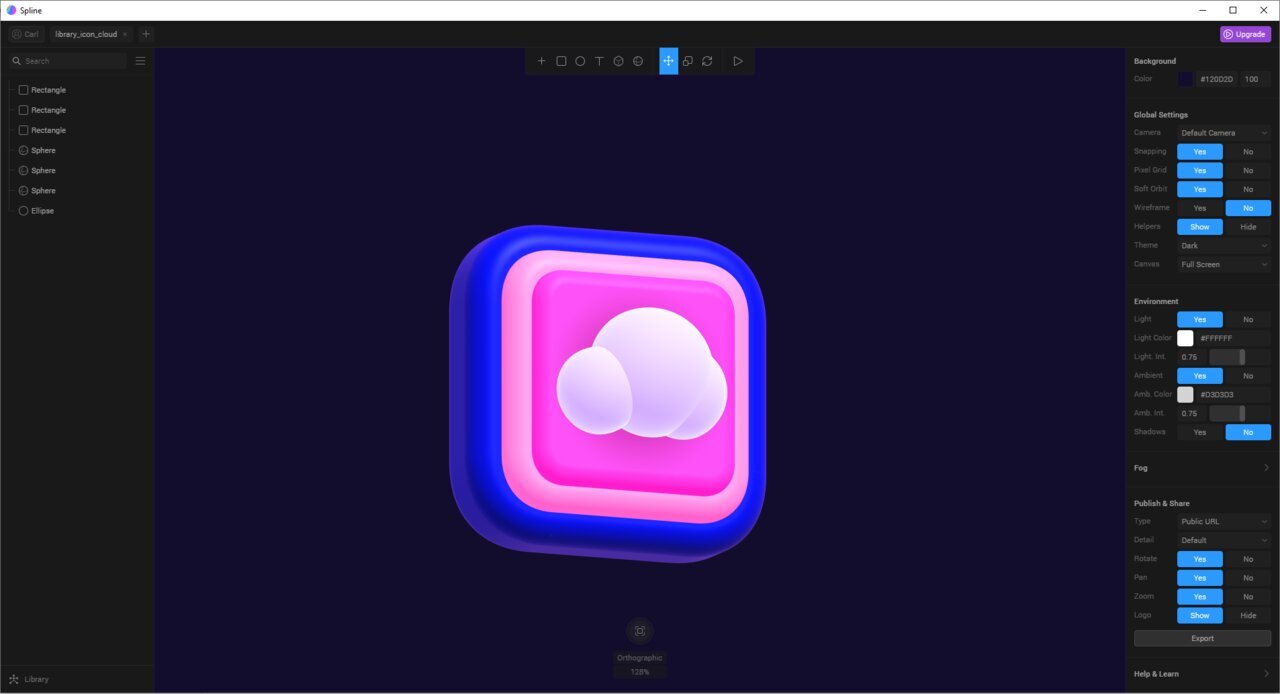 Spline
Carl
library_icon_cloud
Upgrade
Search
Rectangle
Rectangle
Rectangle
Sphere
Sphere
Sphere
Ellipse
Library
Orthographic
128%
Background
Color #120D2D 100
Global Settings
Camera Default Camera
Snapping Yes No
Pixel Grid Yes No
Soft Orbit Yes No
Wireframe Yes No
Helpers Show Hide
Theme Dark
Canvas Full Screen
Environment
Light Yes No
Light Color #FFFFFF
Light. Int. 0.75
Ambient Yes No
Amb. Color #D3D3D3
Amb. Int. 0.75
Shadows Yes No
Fog
Publish & Share
Type Public URL
Detail Default
Rotate Yes No
Pan Yes No
Zoom Yes No
Logo Show Hide
Export
Help & Learn